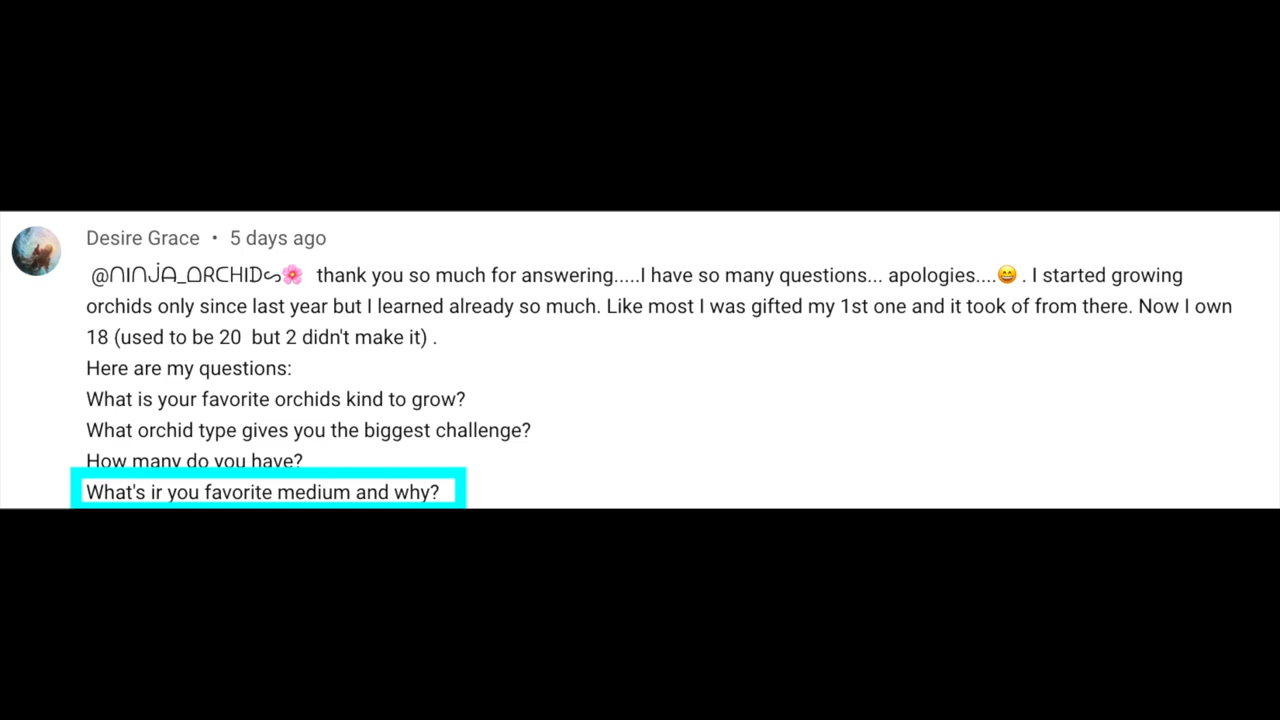 Desire Grace • 5 days ago
@ᑎIᑎᒍᗩ_ᗝᖇᑕᕼIᗪᔕ🌸 thank you so much for answering.....I have so many questions... apologies....😄 . I started growing
orchids only since last year but I learned already so much. Like most I was gifted my 1st one and it took of from there. Now I own
18 (used to be 20 but 2 didn't make it) .
Here are my questions:
What is your favorite orchids kind to grow?
What orchid type gives you the biggest challenge?
How many do you have?
What's ir you favorite medium and why?